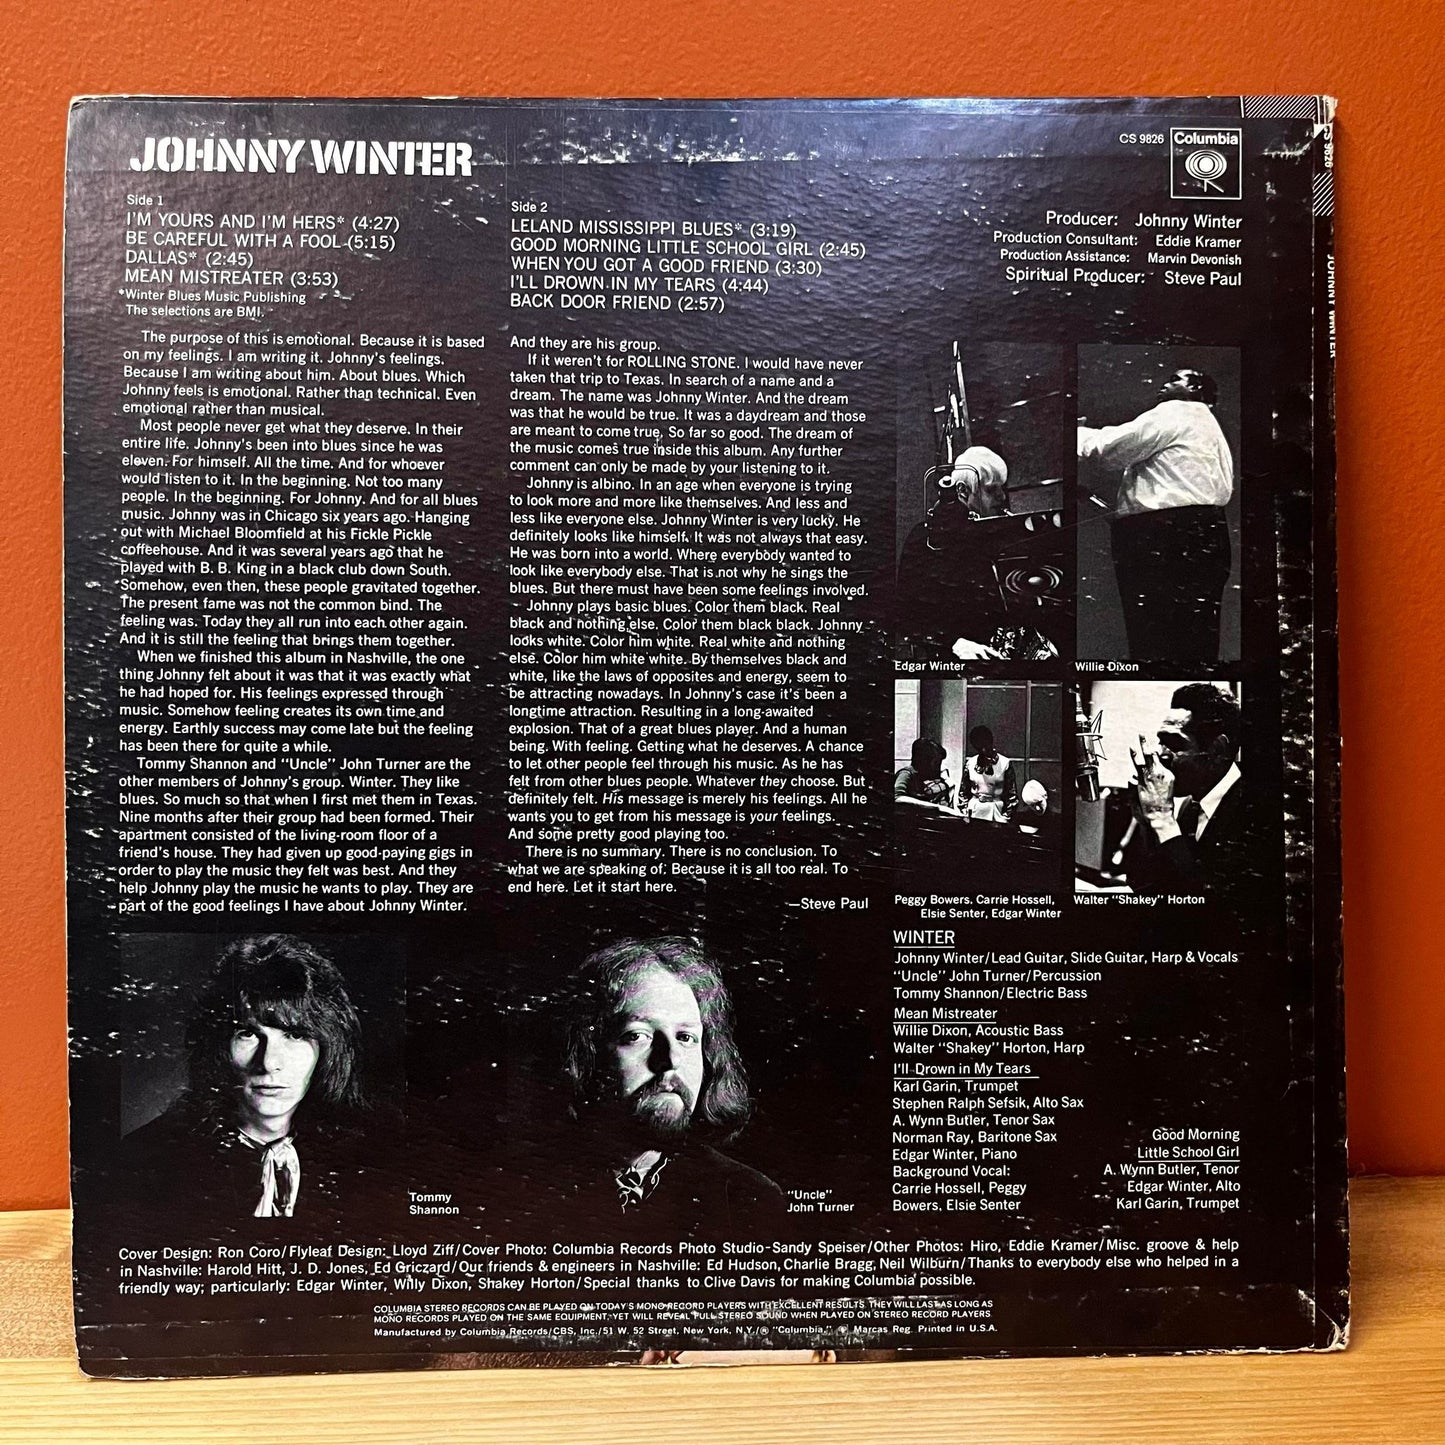 JOHNNY WINTER
CS 9826
Columbia
CS 9826
JOHNNY WINTER
Side 1
I'M YOURS AND I'M HERS* (4:27)
BE CAREFUL WITH A FOOL (5:15)
DALLAS* (2:45)
MEAN MISTREATER (3:53)
*Winter Blues Music Publishing
The selections are BMI.
Side 2
LELAND MISSISSIPPI BLUES* (3:19)
GOOD MORNING LITTLE SCHOOL GIRL (2:45)
WHEN YOU GOT A GOOD FRIEND (3:30)
I'LL DROWN IN MY TEARS (4:44)
BACK DOOR FRIEND (2:57)
Producer: Johnny Winter
Production Consultant: Eddie Kramer
Production Assistance: Marvin Devonish
Spiritual Producer: Steve Paul
The purpose of this is emotional. Because it is based
on my feelings. I am writing it. Johnny's feelings.
Because I am writing about him. About blues. Which
Johnny feels is emotional. Rather than technical. Even
emotional rather than musical.
Most people never get what they deserve. In their
entire life. Johnny's been into blues since he was
eleven. For himself. All the time. And for whoever
would listen to it. In the beginning. Not too many
people. In the beginning. For Johnny. And for all blues
music. Johnny was in Chicago six years ago. Hanging
out with Michael Bloomfield at his Fickle Pickle
coffeehouse. And it was several years ago that he
played with B. B. King in a black club down South.
Somehow, even then, these people gravitated together.
The present fame was not the common bind. The
feeling was. Today they all run into each other again.
And it is still the feeling that brings them together.
When we finished this album in Nashville, the one
thing Johnny felt about it was that it was exactly what
he had hoped for. His feelings expressed through
music. Somehow feeling creates its own time and
energy. Earthly success may come late but the feeling
has been there for quite a while.
Tommy Shannon and "Uncle" John Turner are the
other members of Johnny's group. Winter. They like
blues. So much so that when I first met them in Texas.
Nine months after their group had been formed. Their
apartment consisted of the living-room floor of a
friend's house. They had given up good-paying gigs in
order to play the music they felt was best. And they
help Johnny play the music he wants to play. They are
part of the good feelings I have about Johnny Winter.
And they are his group.
If it weren't for ROLLING STONE. I would have never
taken that trip to Texas. In search of a name and a
dream. The name was Johnny Winter. And the dream
was that he would be true. It was a daydream and those
are meant to come true. So far so good. The dream of
the music comes true inside this album. Any further
comment can only be made by your listening to it.
Johnny is albino. In an age when everyone is trying
to look more and more like themselves. And less and
less like everyone else. Johnny Winter is very lucky. He
definitely looks like himself. It was not always that easy.
He was born into a world. Where everybody wanted to
look like everybody else. That is not why he sings the
blues. But there must have been some feelings involved.
Johnny plays basic blues. Color them black. Real
black and nothing else. Color them black black. Johnny
looks white. Color him white. Real white and nothing
else. Color him white white. By themselves black and
white, like the laws of opposites and energy, seem to
be attracting nowadays. In Johnny's case it's been a
longtime attraction. Resulting in a long-awaited
explosion. That of a great blues player. And a human
being. With feeling. Getting what he deserves. A chance
to let other people feel through his music. As he has
felt from other blues people. Whatever they choose. But
definitely felt. His message is merely his feelings. All he
wants you to get from his message is your feelings.
And some pretty good playing too.
There is no summary. There is no conclusion. To
what we are speaking of. Because it is all too real. To
end here. Let it start here.
—Steve Paul
Edgar Winter
Willie Dixon
Peggy Bowers. Carrie Hossell,
Elsie Senter, Edgar Winter
Walter "Shakey" Horton
WINTER
Johnny Winter/Lead Guitar, Slide Guitar, Harp & Vocals
"Uncle" John Turner/Percussion
Tommy Shannon/Electric Bass
Mean Mistreater
Willie Dixon, Acoustic Bass
Walter "Shakey" Horton, Harp
I'll Drown in My Tears
Karl Garin, Trumpet
Stephen Ralph Sefsik, Alto Sax
A. Wynn Butler, Tenor Sax
Norman Ray, Baritone Sax
Edgar Winter, Piano
Background Vocal:
Carrie Hossell, Peggy
Bowers, Elsie Senter
Good Morning
Little School Girl
A. Wynn Butler, Tenor
Edgar Winter, Alto
Karl Garin, Trumpet
Tommy
Shannon
"Uncle"
John Turner
Cover Design: Ron Coro/Flyleaf Design: Lloyd Ziff/Cover Photo: Columbia Records Photo Studio-Sandy Speiser/Other Photos: Hiro, Eddie Kramer/Misc. groove & help
in Nashville: Harold Hitt, J. D. Jones, Ed Griczard/Our friends & engineers in Nashville: Ed Hudson, Charlie Bragg, Neil Wilburn/Thanks to everybody else who helped in a
friendly way; particularly: Edgar Winter, Willy Dixon, Shakey Horton/Special thanks to Clive Davis for making Columbia possible.
COLUMBIA STEREO RECORDS CAN BE PLAYED ON TODAY'S MONO RECORD PLAYERS WITH EXCELLENT RESULTS. THEY WILL LAST AS LONG AS
MONO RECORDS PLAYED ON THE SAME EQUIPMENT, YET WILL REVEAL FULL STEREO SOUND WHEN PLAYED ON STEREO RECORD PLAYERS.
Manufactured by Columbia Records/CBS, Inc./51 W. 52 Street, New York, N.Y./® "Columbia," ® Marcas Reg. Printed in U.S.A.